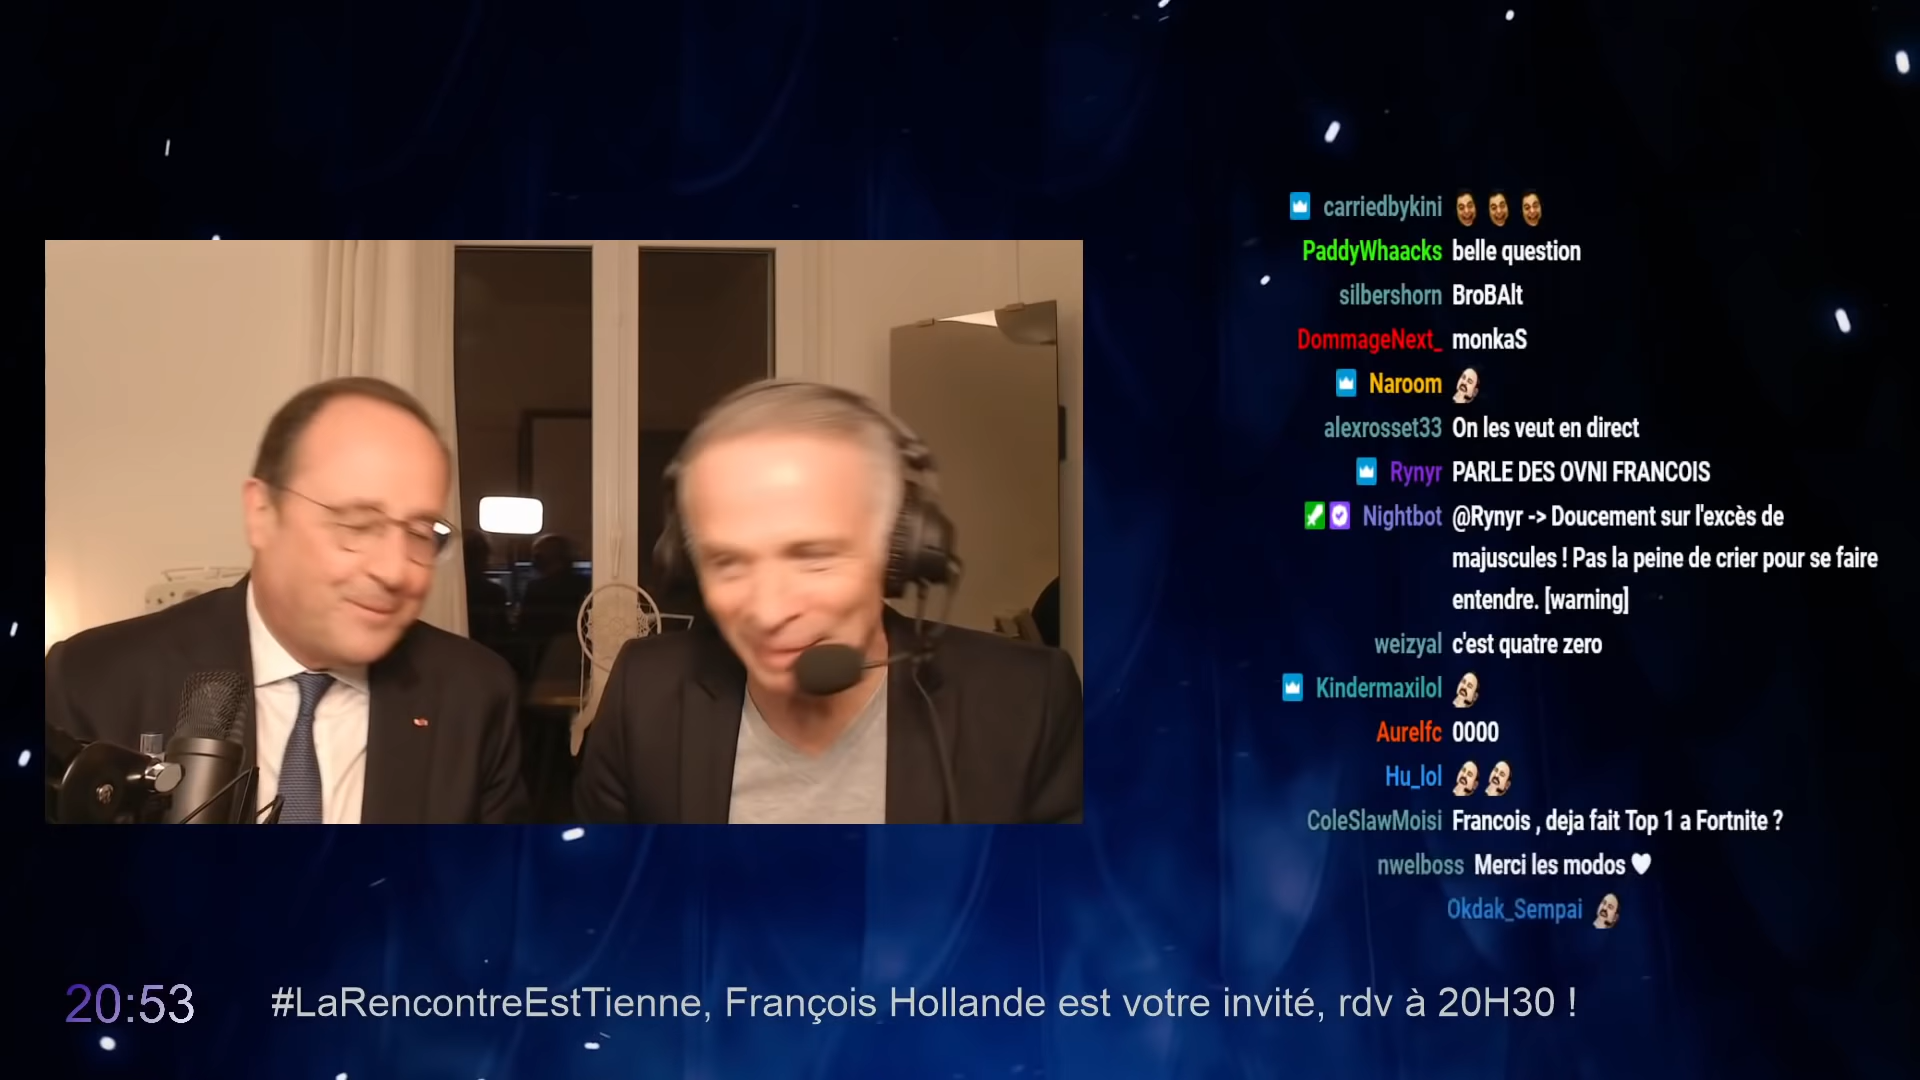 carriedbykini
PaddyWhaacks belle question
silbershorn BroBAlt
DommageNext_ monkaS
Naroom
alexrosset33 On les veut en direct
Rynyr PARLE DES OVNI FRANCOIS
Nightbot @Rynyr -> Doucement sur l'excès de
majuscules ! Pas la peine de crier pour se faire
entendre. [warning]
weizyal c'est quatre zero
Kindermaxilol
Aurelfc 0000
Hu_lol
ColeSlawMoisi Francois , deja fait Top 1 a Fortnite ?
nwelboss Merci les modos ♥
Okdak_Sempai
20:53 #LaRencontreEstTienne, François Hollande est votre invité, rdv à 20H30 !